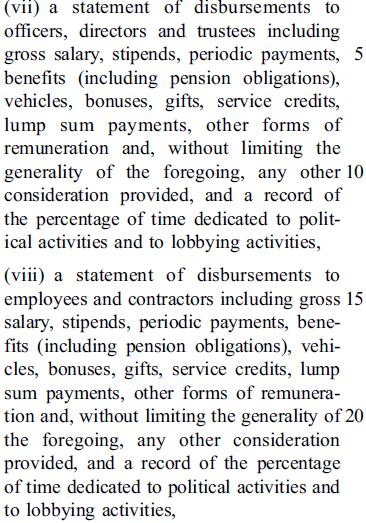 (vii) a statement of disbursements to
officers, directors and trustees including
gross salary, stipends, periodic payments, 5
benefits (including pension obligations),
vehicles, bonuses, gifts, service credits,
lump sum payments, other forms of
remuneration and, without limiting the
generality of the foregoing, any other 10
consideration provided, and a record of
the percentage of time dedicated to polit-
ical activities and to lobbying activities,
(viii) a statement of disbursements to
employees and contractors including gross 15
salary, stipends, periodic payments, bene-
fits (including pension obligations), vehi-
cles, bonuses, gifts, service credits, lump
sum payments, other forms of remunera-
tion and, without limiting the generality of 20
the foregoing, any other consideration
provided, and a record of the percentage
of time dedicated to political activities and
to lobbying activities,